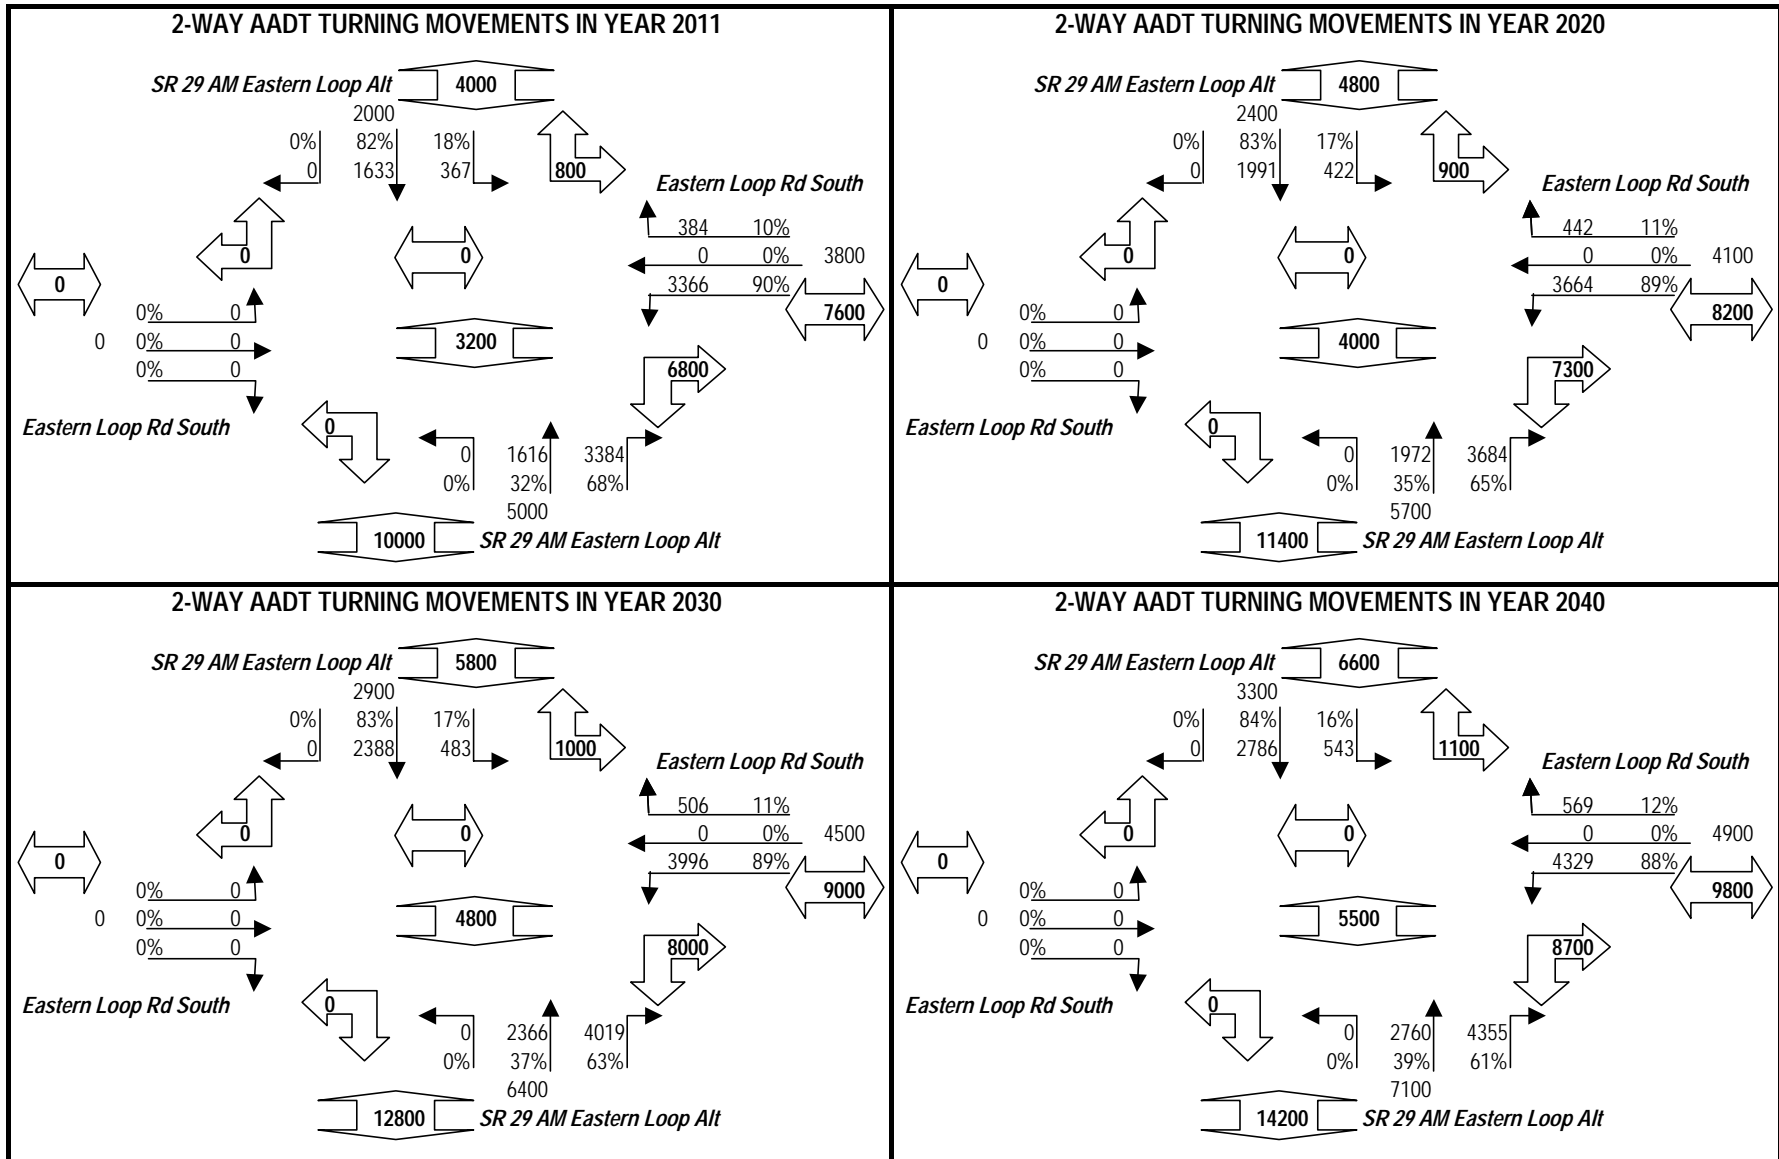 2-WAY AADT TURNING MOVEMENTS IN YEAR 2011
SR 29 AM Eastern Loop Alt 4000
2000
0% 82% 18%
0 1633 367 800
Eastern Loop Rd South
384 10%
0 0 0% 3800
0 3366 90%
0% 0 7600
0 0% 0 3200
0% 0 6800
Eastern Loop Rd South 0
0 1616 3384
0% 32% 68%
5000
10000 SR 29 AM Eastern Loop Alt
2-WAY AADT TURNING MOVEMENTS IN YEAR 2020
SR 29 AM Eastern Loop Alt 4800
2400
0% 83% 17%
0 1991 422 900
Eastern Loop Rd South
442 11%
0 0 0% 4100
0 3664 89%
0% 0 8200
0 0% 0 4000
0% 0 7300
Eastern Loop Rd South 0
0 1972 3684
0% 35% 65%
5700
11400 SR 29 AM Eastern Loop Alt
2-WAY AADT TURNING MOVEMENTS IN YEAR 2030
SR 29 AM Eastern Loop Alt 5800
2900
0% 83% 17%
0 2388 483 1000
Eastern Loop Rd South
506 11%
0 0 0% 4500
0 3996 89%
0% 0 9000
0 0% 0 4800
0% 0 8000
Eastern Loop Rd South 0
0 2366 4019
0% 37% 63%
6400
12800 SR 29 AM Eastern Loop Alt
2-WAY AADT TURNING MOVEMENTS IN YEAR 2040
SR 29 AM Eastern Loop Alt 6600
3300
0% 84% 16%
0 2786 543 1100
Eastern Loop Rd South
569 12%
0 0 0% 4900
0 4329 88%
0% 0 9800
0 0% 0 5500
0% 0 8700
Eastern Loop Rd South 0
0 2760 4355
0% 39% 61%
7100
14200 SR 29 AM Eastern Loop Alt